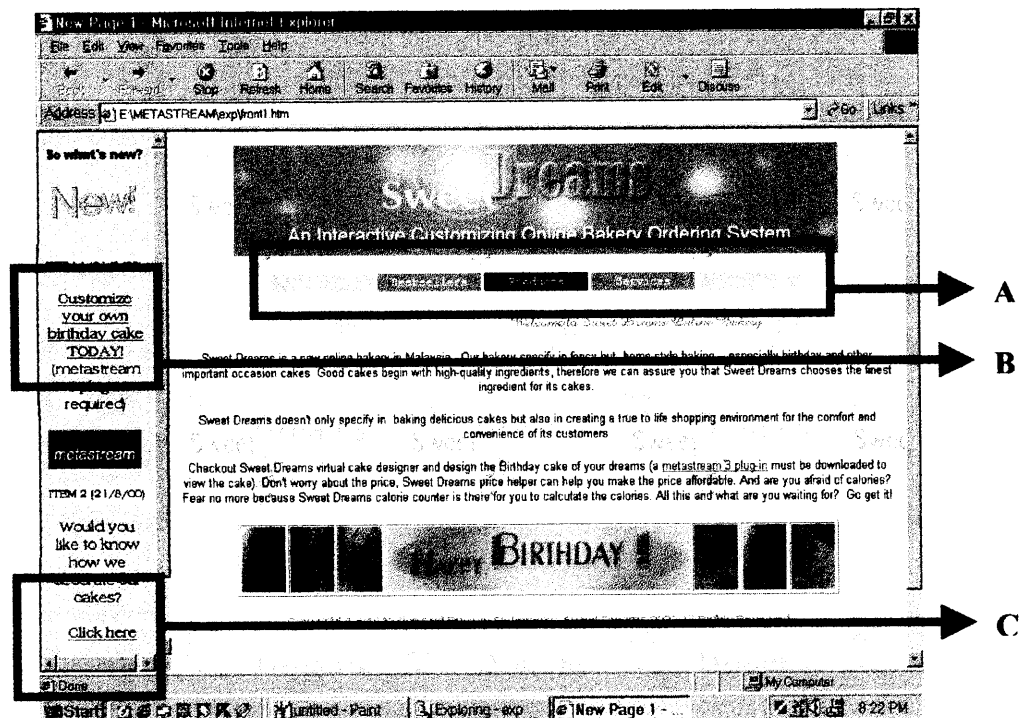 New Page 1 - Microsoft Internet Explorer
File Edit View Favorites Tools Help
Back Forward Stop Refresh Home Search Favorites History Mail Print Edit Discuss
Address E:\METASTREAM\exp\front1.htm Go Links
So what's new?
New!
Customize
your own
birthday cake
TODAY!
(metastream
required)
metastream
ITEM 2 (21/8/00)
Would you
like to know
how we
cakes?
Click here
Sweet Dreams
An Interactive Customizing Online Bakery Ordering System
Products Services
Welcome to Sweet Dreams Online Bakery
Sweet Dreams is a new online bakery in Malaysia. Our bakery specify in fancy but home-style baking especially birthday and other
important occasion cakes. Good cakes begin with high-quality ingredients, therefore we can assure you that Sweet Dreams chooses the finest
ingredient for its cakes.
Sweet Dreams doesn't only specify in baking delicious cakes but also in creating a true to life shopping environment for the comfort and
convenience of its customers
Checkout Sweet Dreams virtual cake designer and design the Birthday cake of your dreams (a metastream 3 plug-in must be downloaded to
view the cake). Don't worry about the price, Sweet Dreams price helper can help you make the price affordable. And are you afraid of calories?
Fear no more because Sweet Dreams calorie counter is there for you to calculate the calories. All this and what are you waiting for? Go get it!
Happy BIRTHDAY !
A
B
C
Done My Computer
Start untitled - Paint Exploring - exp New Page 1 - ... 8:22 PM